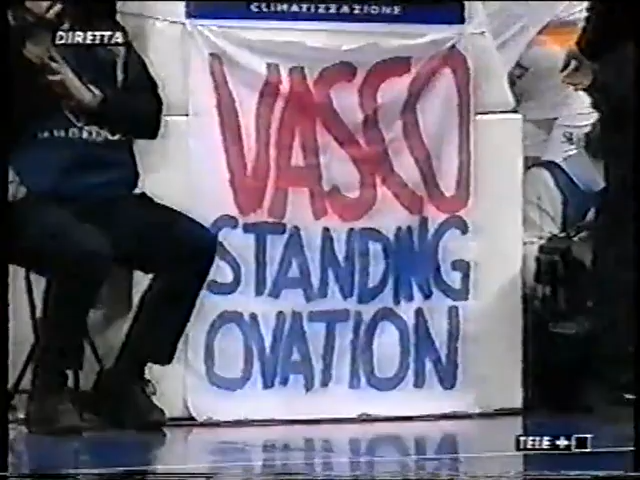 CLIMATIZZAZIONE
DIRETTA
VASCO
STANDING
OVATION
TELE +